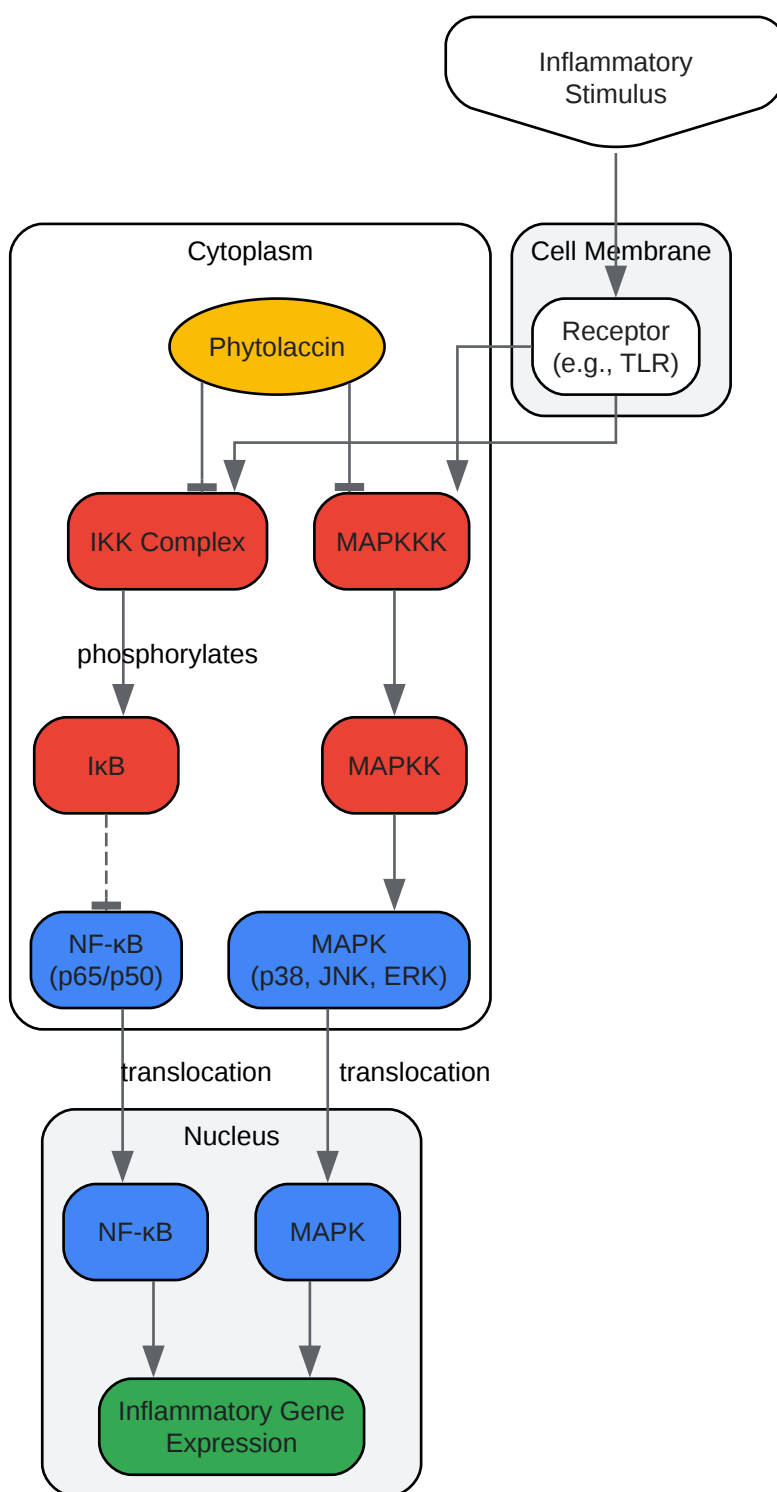 Inflammatory
Stimulus
Cytoplasm
Cell Membrane
Phytolaccin
Receptor
(e.g., TLR)
IKK Complex
MAPKKK
phosphorylates
IκB
MAPKK
NF-κB
(p65/p50)
MAPK
(p38, JNK, ERK)
translocation
translocation
Nucleus
NF-κB
MAPK
Inflammatory Gene
Expression